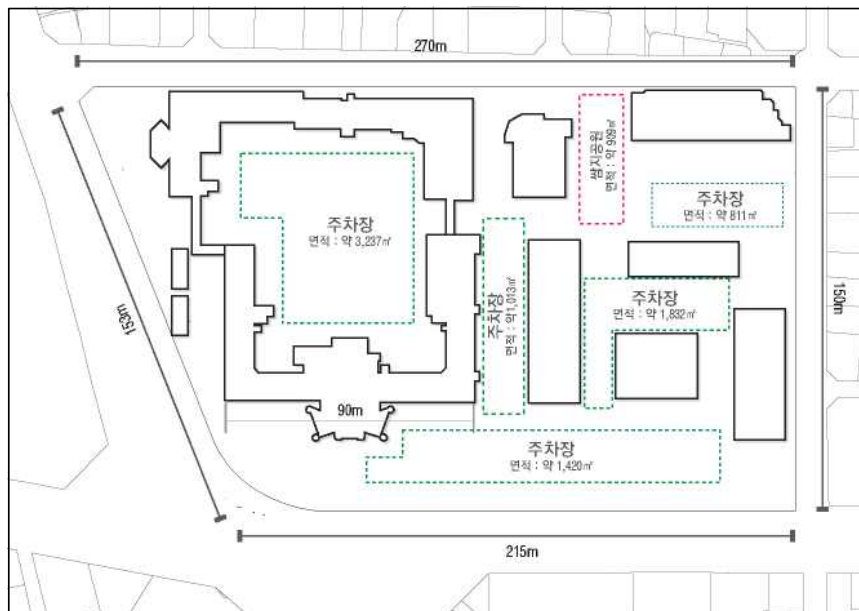 270m
쌈지공원
면적 : 약 909㎡
주차장
면적 : 약 811㎡
주차장
면적 : 약 3,237㎡
주차장
면적 : 약1,013㎡
주차장
면적 : 약 1,832㎡
153m
150m
90m
주차장
면적 : 약 1,420㎡
215m